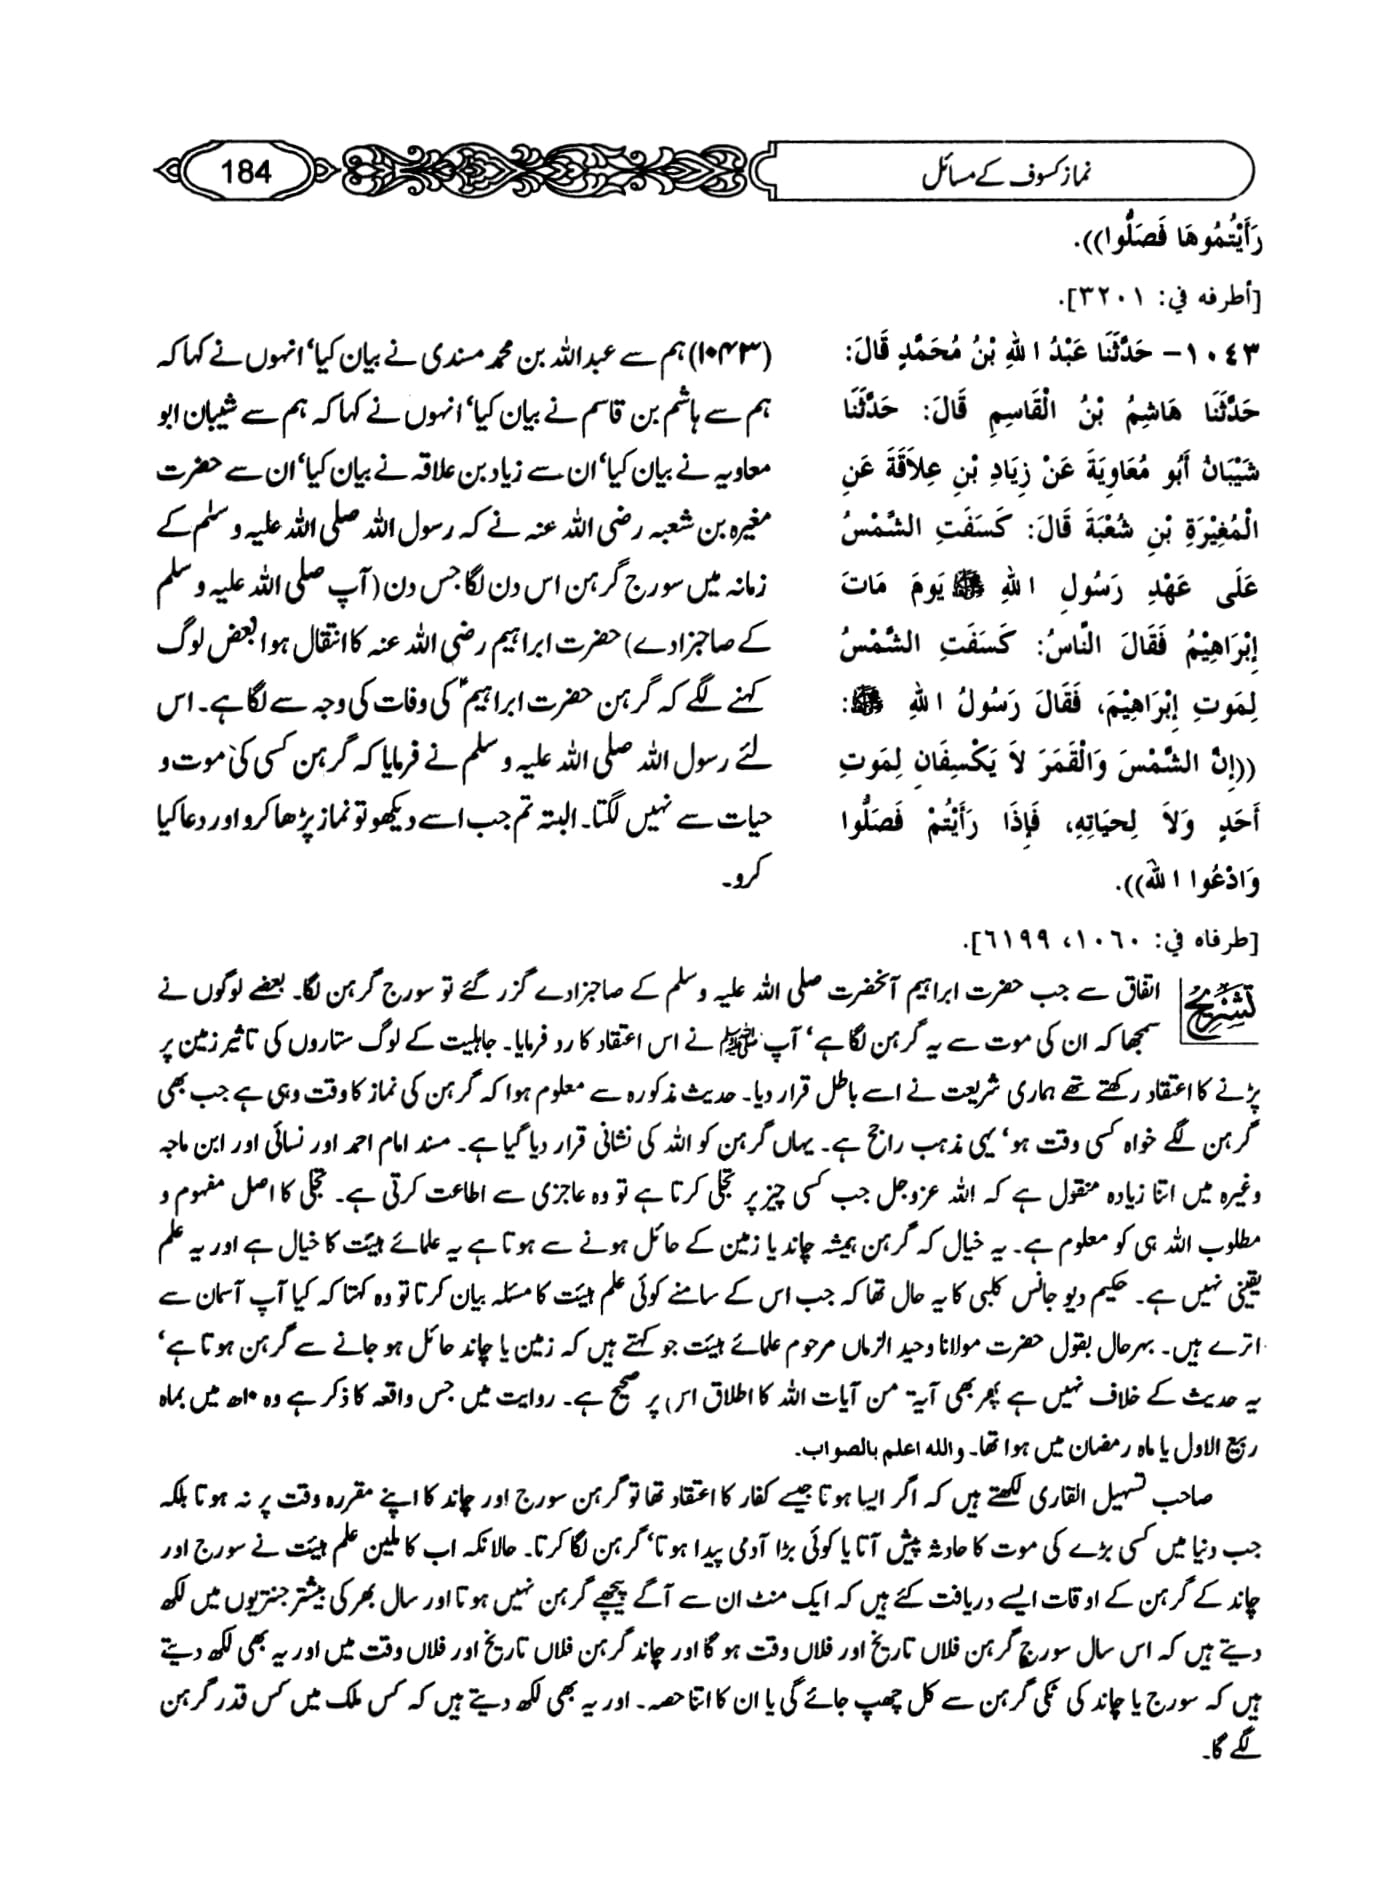 نماز کسوف کے مسائل
184
رَأَيْتُمُوهَا فَصَلُّوا)).
[أطرفه في: ٣٢٠١].
١٠٤٣- حَدَّثَنَا عَبْدُ اللهِ بْنُ مُحَمَّدٍ قَالَ:
حَدَّثَنَا هَاشِمُ بْنُ الْقَاسِمِ قَالَ: حَدَّثَنَا
شَيْبَانُ أَبُو مُعَاوِيَةَ عَنْ زِيَادِ بْنِ عِلاَقَةَ عَنِ
الْمُغِيْرَةِ بْنِ شُعْبَةَ قَالَ: كَسَفَتِ الشَّمْسُ
عَلَى عَهْدِ رَسُولِ اللهِ ﷺ يَومَ مَاتَ
إِبْرَاهِيْمُ فَقَالَ النَّاسُ: كَسَفَتِ الشَّمْسُ
لِمَوتِ إِبْرَاهِيْمَ، فَقَالَ رَسُولُ اللهِ ﷺ:
((إِنَّ الشَّمْسَ وَالْقَمَرَ لاَ يَكْسِفَانِ لِمَوتِ
أَحَدٍ وَلاَ لِحَيَاتِهِ، فَإِذَا رَأَيْتُمْ فَصَلُّوا
وَادْعُوا اللهَ)).
[طرفاه في: ١٠٦٠، ٦١٩٩].
(۱۰۴۳) ہم سے عبداللہ بن محمد مسندی نے بیان کیا‘ انہوں نے کہا کہ
ہم سے ہاشم بن قاسم نے بیان کیا‘ انہوں نے کہا کہ ہم سے شیبان ابو
معاویہ نے بیان کیا‘ ان سے زیاد بن علاقہ نے بیان کیا‘ ان سے حضرت
مغیرہ بن شعبہ رضی اللہ عنہ نے کہ رسول اللہ صلی اللہ علیہ و سلم کے
زمانہ میں سورج گرہن اس دن لگا جس دن (آپ صلی اللہ علیہ و سلم
کے صاجزادے) حضرت ابراہیم رضی اللہ عنہ کا انتقال ہوا بعض لوگ
کہنے لگے کہ گرہن حضرت ابراہیمؑ کی وفات کی وجہ سے لگا ہے۔ اس
لئے رسول اللہ صلی اللہ علیہ و سلم نے فرمایا کہ گرہن کسی کی موت و
حیات سے نہیں لگتا۔ البتہ تم جب اسے دیکھو تو نماز پڑھا کرو اور دعا کیا
کرو۔
تشریح اتفاق سے جب حضرت ابراہیم آنحضرت صلی اللہ علیہ وسلم کے صاجزادے گزر گئے تو سورج گرہن لگا۔ بعضے لوگوں نے
سمجھا کہ ان کی موت سے یہ گرہن لگا ہے‘ آپ ﷺ نے اس اعتقاد کا رد فرمایا۔ جاہلیت کے لوگ ستاروں کی تاثیر زمین پر
پڑنے کا اعتقاد رکھتے تھے ہماری شریعت نے اسے باطل قرار دیا۔ حدیث مذکورہ سے معلوم ہوا کہ گرہن کی نماز کا وقت وہی ہے جب بھی
گرہن لگے خواہ کسی وقت ہو‘ یہی مذہب راجح ہے۔ یہاں گرہن کو اللہ کی نشانی قرار دیا گیا ہے۔ مسند امام احمد اور نسائی اور ابن ماجہ
وغیرہ میں اتنا زیادہ منقول ہے کہ اللہ عزوجل جب کسی چیز پر تجلی کرتا ہے تو وہ عاجزی سے اطاعت کرتی ہے۔ تجلی کا اصل مفہوم و
مطلوب اللہ ہی کو معلوم ہے۔ یہ خیال کہ گرہن ہمیشہ چاند یا زمین کے حائل ہونے سے ہوتا ہے یہ علمائے ہیئت کا خیال ہے اور یہ علم
یقینی نہیں ہے۔ حکیم دیو جانس کلبی کا یہ حال تھا کہ جب اس کے سامنے کوئی علم ہیئت کا مسئلہ بیان کرتا تو وہ کہتا کہ کیا آپ آسمان سے
اترے ہیں۔ بہرحال بقول حضرت مولانا وحید الزماں مرحوم علمائے ہیئت جو کہتے ہیں کہ زمین یا چاند حائل ہو جانے سے گرہن ہوتا ہے‘
یہ حدیث کے خلاف نہیں ہے پھر بھی آیۃ من آیات اللہ کا اطلاق اس پر صحیح ہے۔ روایت میں جس واقعہ کا ذکر ہے وہ ۱۰ھ میں بماہ
ربیع الاول یا ماہ رمضان میں ہوا تھا۔ واللہ اعلم بالصواب۔
صاحب تسہیل القاری لکھتے ہیں کہ اگر ایسا ہوتا جیسے کفار کا اعتقاد تھا تو گرہن سورج اور چاند کا اپنے مقررہ وقت پر نہ ہوتا بلکہ
جب دنیا میں کسی بڑے کی موت کا حادثہ پیش آتا یا کوئی بڑا آدمی پیدا ہوتا‘ گرہن لگا کرتا۔ حالانکہ اب کاملین علم ہیئت نے سورج اور
چاند کے گرہن کے اوقات ایسے دریافت کئے ہیں کہ ایک منٹ ان سے آگے پیچھے گرہن نہیں ہوتا اور سال بھر کی بیشتر جنتریوں میں لکھ
دیتے ہیں کہ اس سال سورج گرہن فلاں تاریخ اور فلاں وقت ہو گا اور چاند گرہن فلاں تاریخ اور فلاں وقت میں اور یہ بھی لکھ دیتے
ہیں کہ سورج یا چاند کی ٹکی گرہن سے کل چھپ جائے گی یا ان کا اتنا حصہ۔ اور یہ بھی لکھ دیتے ہیں کہ کس ملک میں کس قدر گرہن
لگے گا۔